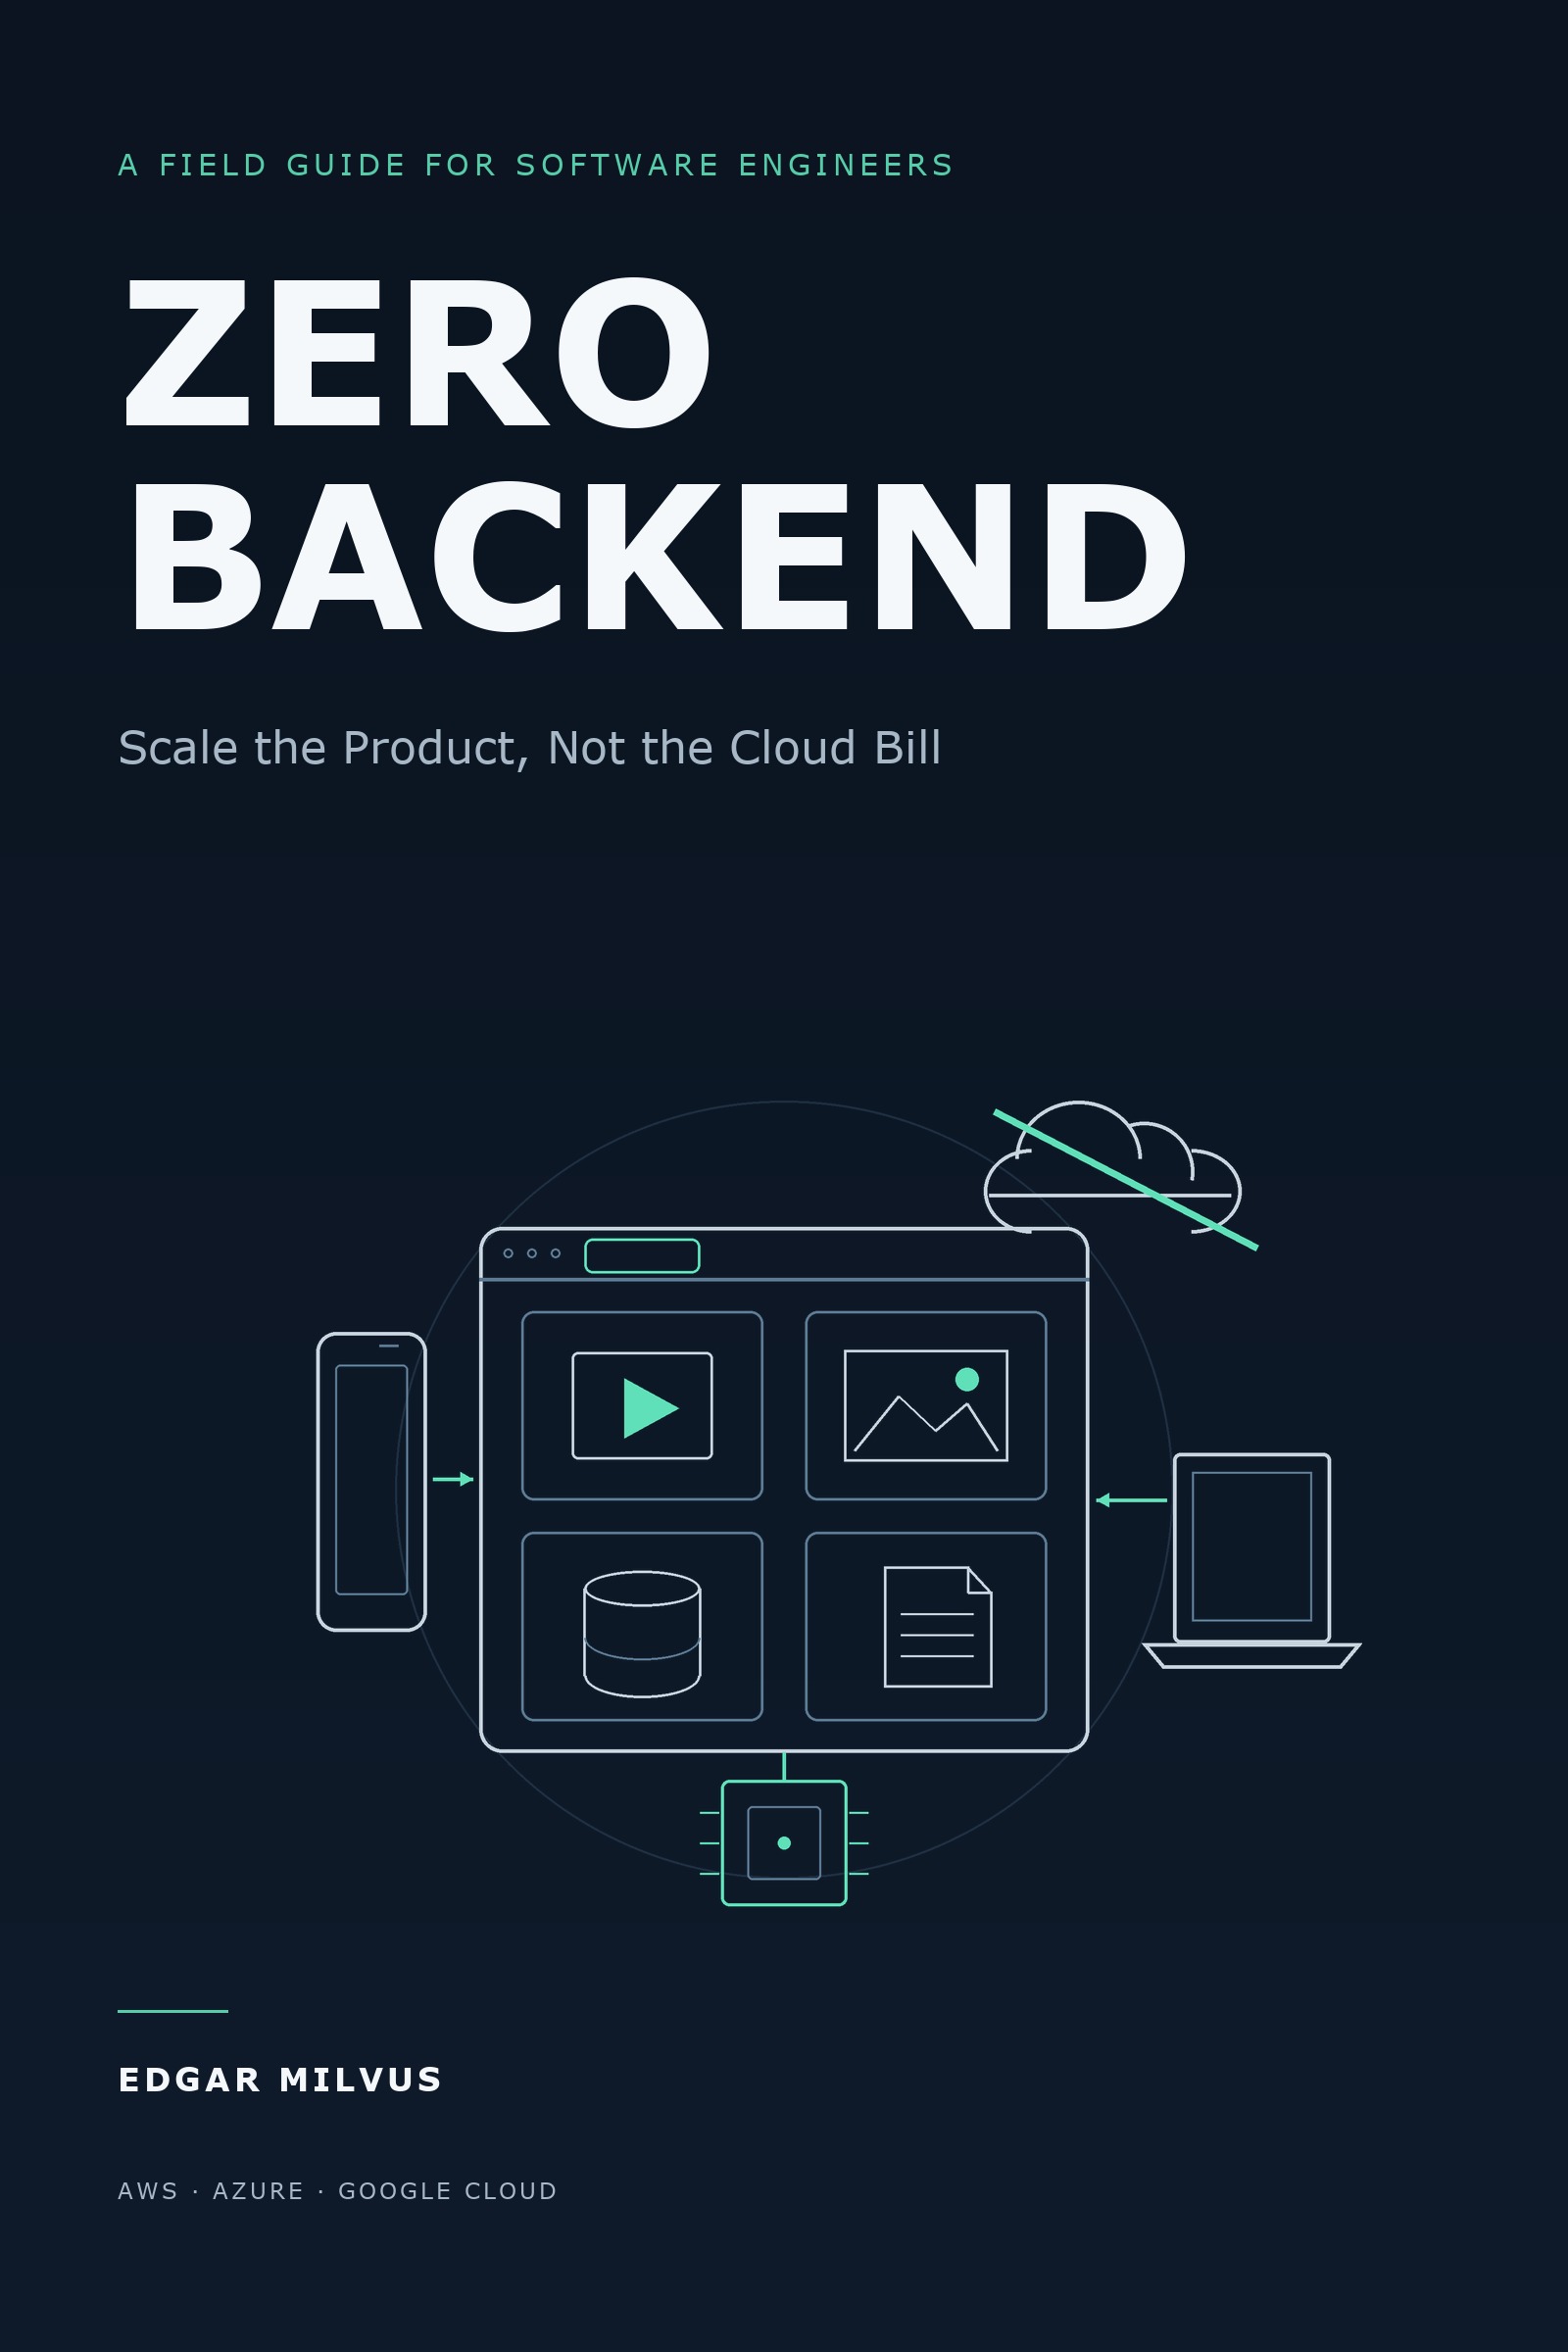 A FIELD GUIDE FOR SOFTWARE ENGINEERS
ZERO
BACKEND
Scale the Product, Not the Cloud Bill
EDGAR MILVUS
AWS · AZURE · GOOGLE CLOUD